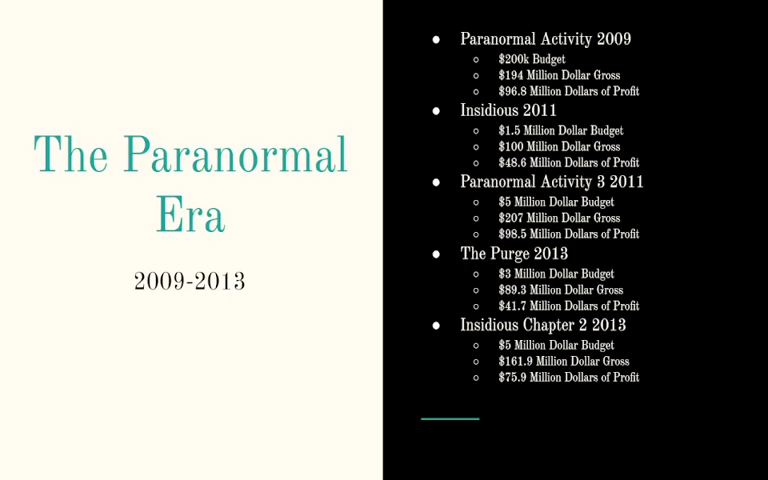 The Paranormal
Era
2009-2013
● Paranormal Activity 2009
○ $200k Budget
○ $194 Million Dollar Gross
○ $96.8 Million Dollars of Profit
● Insidious 2011
○ $1.5 Million Dollar Budget
○ $100 Million Dollar Gross
○ $48.6 Million Dollars of Profit
● Paranormal Activity 3 2011
○ $5 Million Dollar Budget
○ $207 Million Dollar Gross
○ $98.5 Million Dollars of Profit
● The Purge 2013
○ $3 Million Dollar Budget
○ $89.3 Million Dollar Gross
○ $41.7 Million Dollars of Profit
● Insidious Chapter 2 2013
○ $5 Million Dollar Budget
○ $161.9 Million Dollar Gross
○ $75.9 Million Dollars of Profit